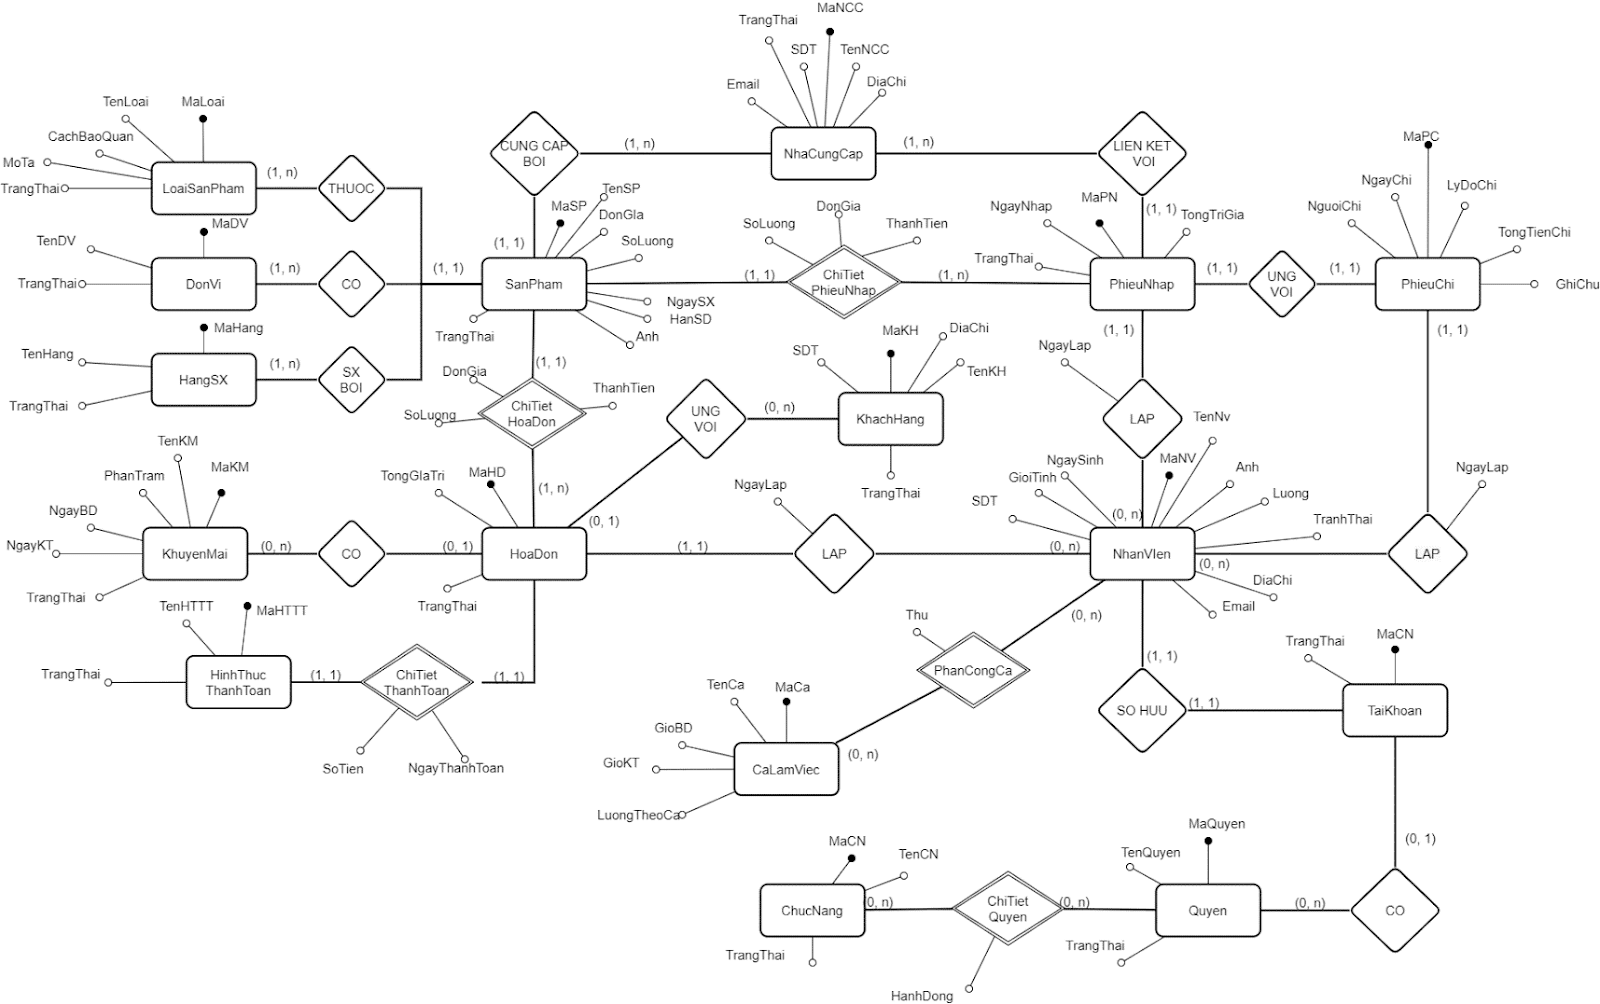 MaNCC
TrangThai
SDT
TenNCC
Email
DiaChi
NhaCungCap
CUNG CAP
BOI
(1, n)
(1, n)
LIEN KET
VOI
TenLoai
MaLoai
CachBaoQuan
MoTa
TrangThai
LoaiSanPham
(1, n)
THUOC
MaDV
TenDV
TrangThai
DonVi
(1, n)
CO
(1, 1)
MaHang
TenHang
TrangThai
HangSX
(1, n)
SX
BOI
TenSP
MaSP
DonGIa
SoLuong
(1, 1)
SanPham
NgaySX
HanSD
TrangThai
Anh
(1, 1)
SoLuong
DonGia
ThanhTien
(1, 1)
ChiTiet
PhieuNhap
(1, n)
NgayNhap
MaPN
(1, 1)
TongTriGia
TrangThai
PhieuNhap
(1, 1)
UNG
VOI
(1, 1)
MaPC
NgayChi
LyDoChi
NguoiChi
TongTienChi
PhieuChi
GhiChu
(1, 1)
(1, 1)
DonGia
ThanhTien
SoLuong
ChiTiet
HoaDon
(1, n)
UNG
VOI
(0, n)
MaKH
DiaChi
SDT
TenKH
KhachHang
TrangThai
NgayLap
LAP
TenNv
NgaySinh
MaNV
GioiTinh
Anh
SDT
Luong
(0, n)
TranhThai
NhanVIen
(0, n)
(0, n)
DiaChi
Email
NgayLap
LAP
TenKM
PhanTram
MaKM
NgayBD
NgayKT
KhuyenMai
TrangThai
(0, n)
CO
(0, 1)
TongGIaTri
MaHD
(0, 1)
HoaDon
TrangThai
(1, 1)
NgayLap
LAP
TenHTTT
MaHTTT
TrangThai
HinhThuc
ThanhToan
(1, 1)
ChiTiet
ThanhToan
(1, 1)
SoTien
NgayThanhToan
Thu
(0, n)
PhanCongCa
TenCa
MaCa
GioBD
GioKT
LuongTheoCa
CaLamViec
(0, n)
(1, 1)
SO HUU
(1, 1)
TrangThai
MaCN
TaiKhoan
(0, 1)
MaCN
TenCN
ChucNang
TrangThai
(0, n)
ChiTiet
Quyen
(0, n)
HanhDong
MaQuyen
TenQuyen
Quyen
TrangThai
(0, n)
CO